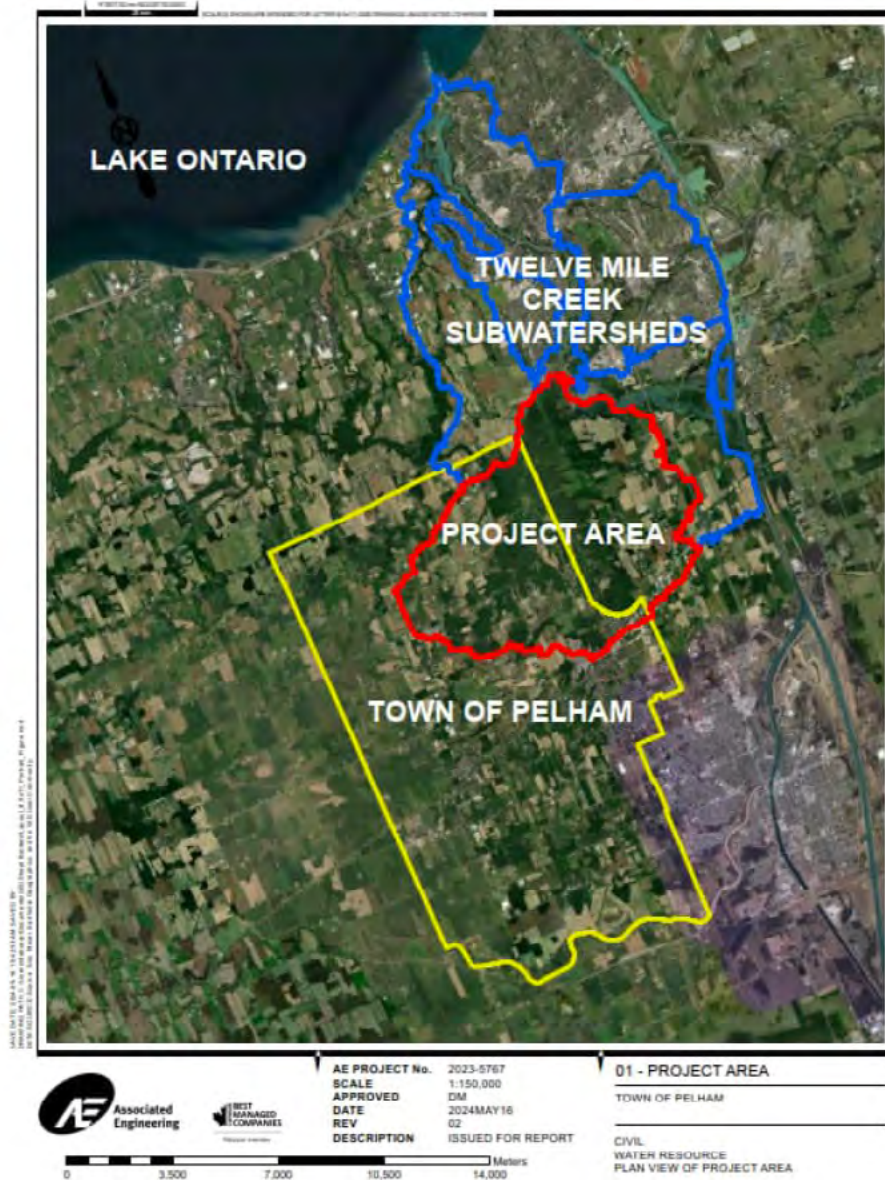 LAKE ONTARIO
TWELVE MILE
CREEK
SUBWATERSHEDS
PROJECT AREA
TOWN OF PELHAM
AE
Associated
Engineering
BEST
MANAGED
COMPANIES
AE PROJECT No. 2023-5767
SCALE 1:150,000
APPROVED DM
DATE 2024MAY16
REV 02
DESCRIPTION ISSUED FOR REPORT
01 - PROJECT AREA
TOWN OF PELHAM
CIVIL
WATER RESOURCE
PLAN VIEW OF PROJECT AREA
Meters
0 3,500 7,000 10,500 14,000